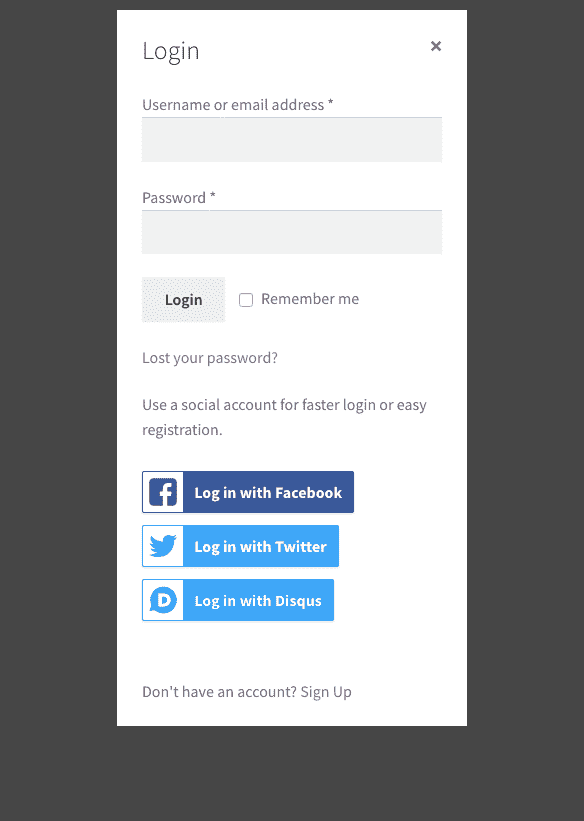 Login
×
Username or email address *
Password *
Login
Remember me
Lost your password?
Use a social account for faster login or easy
registration.
Log in with Facebook
Log in with Twitter
D
Log in with Disqus
Don't have an account? Sign Up